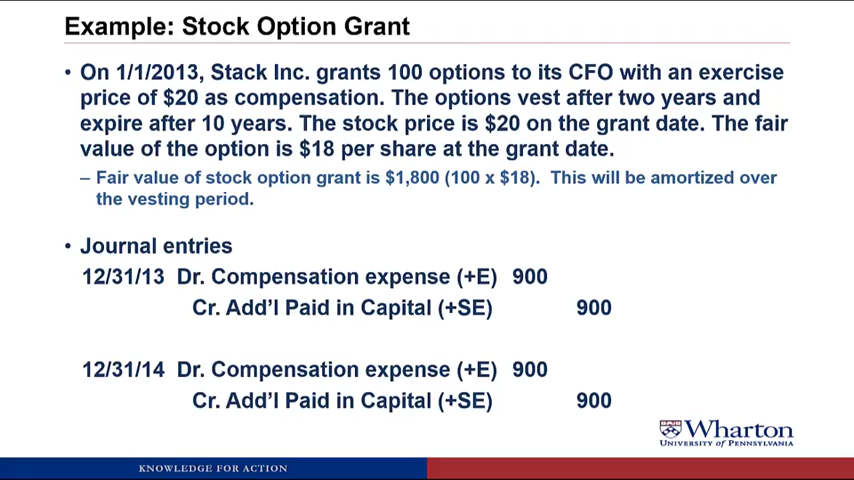 Example: Stock Option Grant
• On 1/1/2013, Stack Inc. grants 100 options to its CFO with an exercise
price of $20 as compensation. The options vest after two years and
expire after 10 years. The stock price is $20 on the grant date. The fair
value of the option is $18 per share at the grant date.
– Fair value of stock option grant is $1,800 (100 x $18). This will be amortized over
the vesting period.
• Journal entries
12/31/13 Dr. Compensation expense (+E) 900
Cr. Add'l Paid in Capital (+SE) 900
12/31/14 Dr. Compensation expense (+E) 900
Cr. Add'l Paid in Capital (+SE) 900
Wharton
UNIVERSITY of PENNSYLVANIA
KNOWLEDGE FOR ACTION